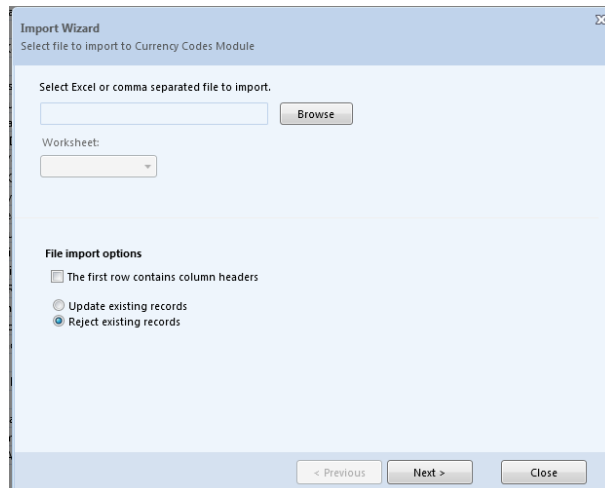 Import Wizard
Select file to import to Currency Codes Module
Select Excel or comma separated file to import.
Browse
Worksheet:
File import options
The first row contains column headers
Update existing records
Reject existing records
< Previous
Next >
Close